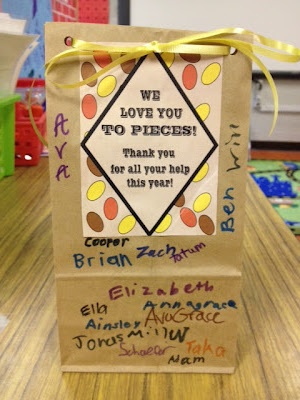 WE
LOVE YOU
TO PIECES!
Thank you
for all your help
this year!
AVA
Ben Will
Cooper
Brian Zach Tatum
Elizabeth
Ella Annagrace
Ainsley AvaGrace
Jonas Milly
Schaefer Taka
Adam